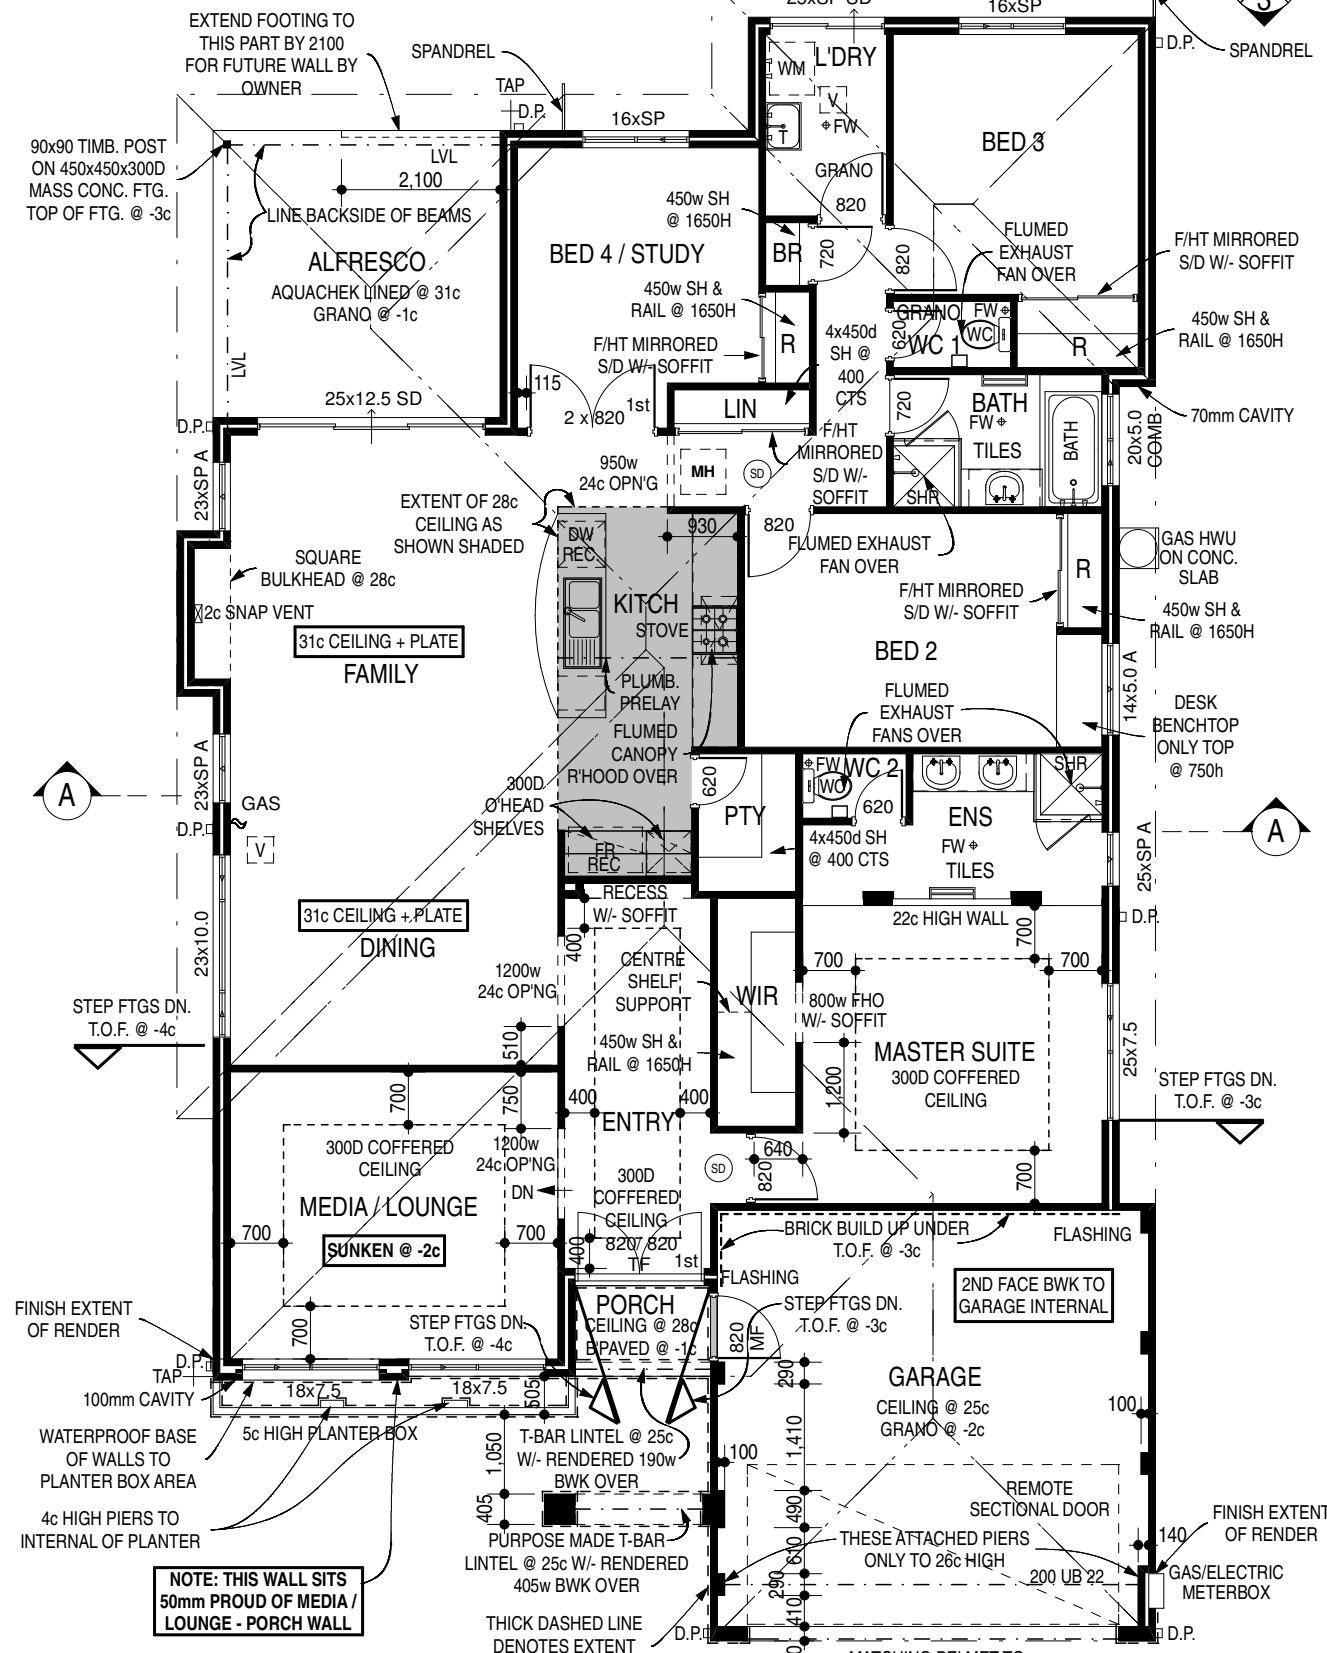 EXTEND FOOTING TO
THIS PART BY 2100
FOR FUTURE WALL BY
OWNER
SPANDREL
TAP
D.P.
16xSP
25xSP SD
16xSP
D.P.
SPANDREL
90x90 TIMB. POST
ON 450x450x300D
MASS CONC. FTG.
TOP OF FTG. @ -3c
LVL
2,100
LINE BACKSIDE OF BEAMS
ALFRESCO
AQUACHEK LINED @ 31c
GRANO @ -1c
LVL
25x12.5 SD
D.P.
BED 4 / STUDY
450w SH
@ 1650H
450w SH &
RAIL @ 1650H
F/HT MIRRORED
S/D W/- SOFFIT
115
2 x 820
1st
R
BR
LIN
WM
L'DRY
V
FW
T
GRANO
820
720
820
BED 3
FLUMED
EXHAUST
FAN OVER
F/HT MIRRORED
S/D W/- SOFFIT
450w SH &
RAIL @ 1650H
R
GRANO
FW
WC
WC 1
620
4x450d
SH @
400
CTS
720
BATH
FW
TILES
BATH
SHR
20x5.0
COMB
70mm CAVITY
F/HT
MIRRORED
S/D W/-
SOFFIT
950w
24c OPN'G
MH
SD
23xSP A
EXTENT OF 28c
CEILING AS
SHOWN SHADED
930
820
FLUMED EXHAUST
FAN OVER
DW
REC
KITCH
STOVE
PLUMB.
PRELAY
FLUMED
CANOPY
R'HOOD OVER
SQUARE
BULKHEAD @ 28c
2c SNAP VENT
31c CEILING + PLATE
FAMILY
F/HT MIRRORED
S/D W/- SOFFIT
R
GAS HWU
ON CONC.
SLAB
450w SH &
RAIL @ 1650H
BED 2
FLUMED
EXHAUST
FANS OVER
14x5.0 A
DESK
BENCHTOP
ONLY TOP
@ 750h
23xSP A
A
GAS
D.P.
V
300D
O'HEAD
SHELVES
620
PTY
FR
REC
FW
WC
WC 2
620
4x450d SH
@ 400 CTS
ENS
FW
TILES
SHR
25xSP A
A
D.P.
22c HIGH WALL
31c CEILING + PLATE
DINING
23x10.0
RECESS
W/- SOFFIT
400
1200w
24c OP'NG
CENTRE
SHELF
SUPPORT
WIR
450w SH &
RAIL @ 1650H
700
700
700
800w FHO
W/- SOFFIT
1,200
MASTER SUITE
300D COFFERED
CEILING
25x7.5
700
STEP FTGS DN.
T.O.F. @ -4c
STEP FTGS DN.
T.O.F. @ -3c
510
750
700
400
400
ENTRY
1200w
24c OP'NG
DN
300D
COFFERED
CEILING
SD
640
820
300D COFFERED
CEILING
MEDIA / LOUNGE
SUNKEN @ -2c
700
700
700
400
820
820
TF
1st
BRICK BUILD UP UNDER
T.O.F. @ -3c
FLASHING
FLASHING
2ND FACE BWK TO
GARAGE INTERNAL
PORCH
CEILING @ 28c
B'PAVED @ -1c
STEP FTGS DN.
T.O.F. @ -4c
STEP FTGS DN.
T.O.F. @ -3c
820
MF
FINISH EXTENT
OF RENDER
D.P.
TAP
100mm CAVITY
18x7.5
18x7.5
505
5c HIGH PLANTER BOX
WATERPROOF BASE
OF WALLS TO
PLANTER BOX AREA
4c HIGH PIERS TO
INTERNAL OF PLANTER
1,050
405
T-BAR LINTEL @ 25c
W/- RENDERED 190w
BWK OVER
PURPOSE MADE T-BAR
LINTEL @ 25c W/- RENDERED
405w BWK OVER
290
1,410
490
610
290
410
100
GARAGE
CEILING @ 25c
GRANO @ -2c
100
REMOTE
SECTIONAL DOOR
THESE ATTACHED PIERS
ONLY TO 26c HIGH
200 UB 22
140
FINISH EXTENT
OF RENDER
GAS/ELECTRIC
METERBOX
NOTE: THIS WALL SITS
50mm PROUD OF MEDIA /
LOUNGE - PORCH WALL
THICK DASHED LINE
DENOTES EXTENT
D.P.
D.P.